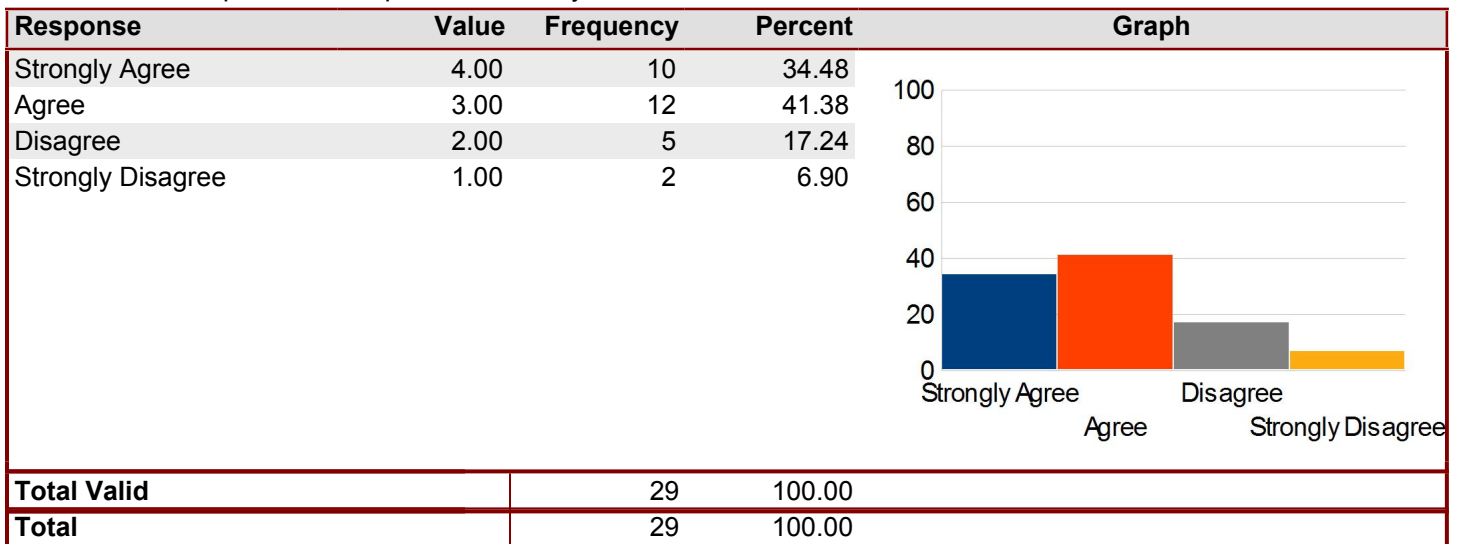 Response Value Frequency Percent Graph
Strongly Agree 4.00 10 34.48
Agree 3.00 12 41.38
Disagree 2.00 5 17.24
Strongly Disagree 1.00 2 6.90
100
80
60
40
20
0
Strongly Agree Disagree
Agree Strongly Disagree
Total Valid 29 100.00
Total 29 100.00